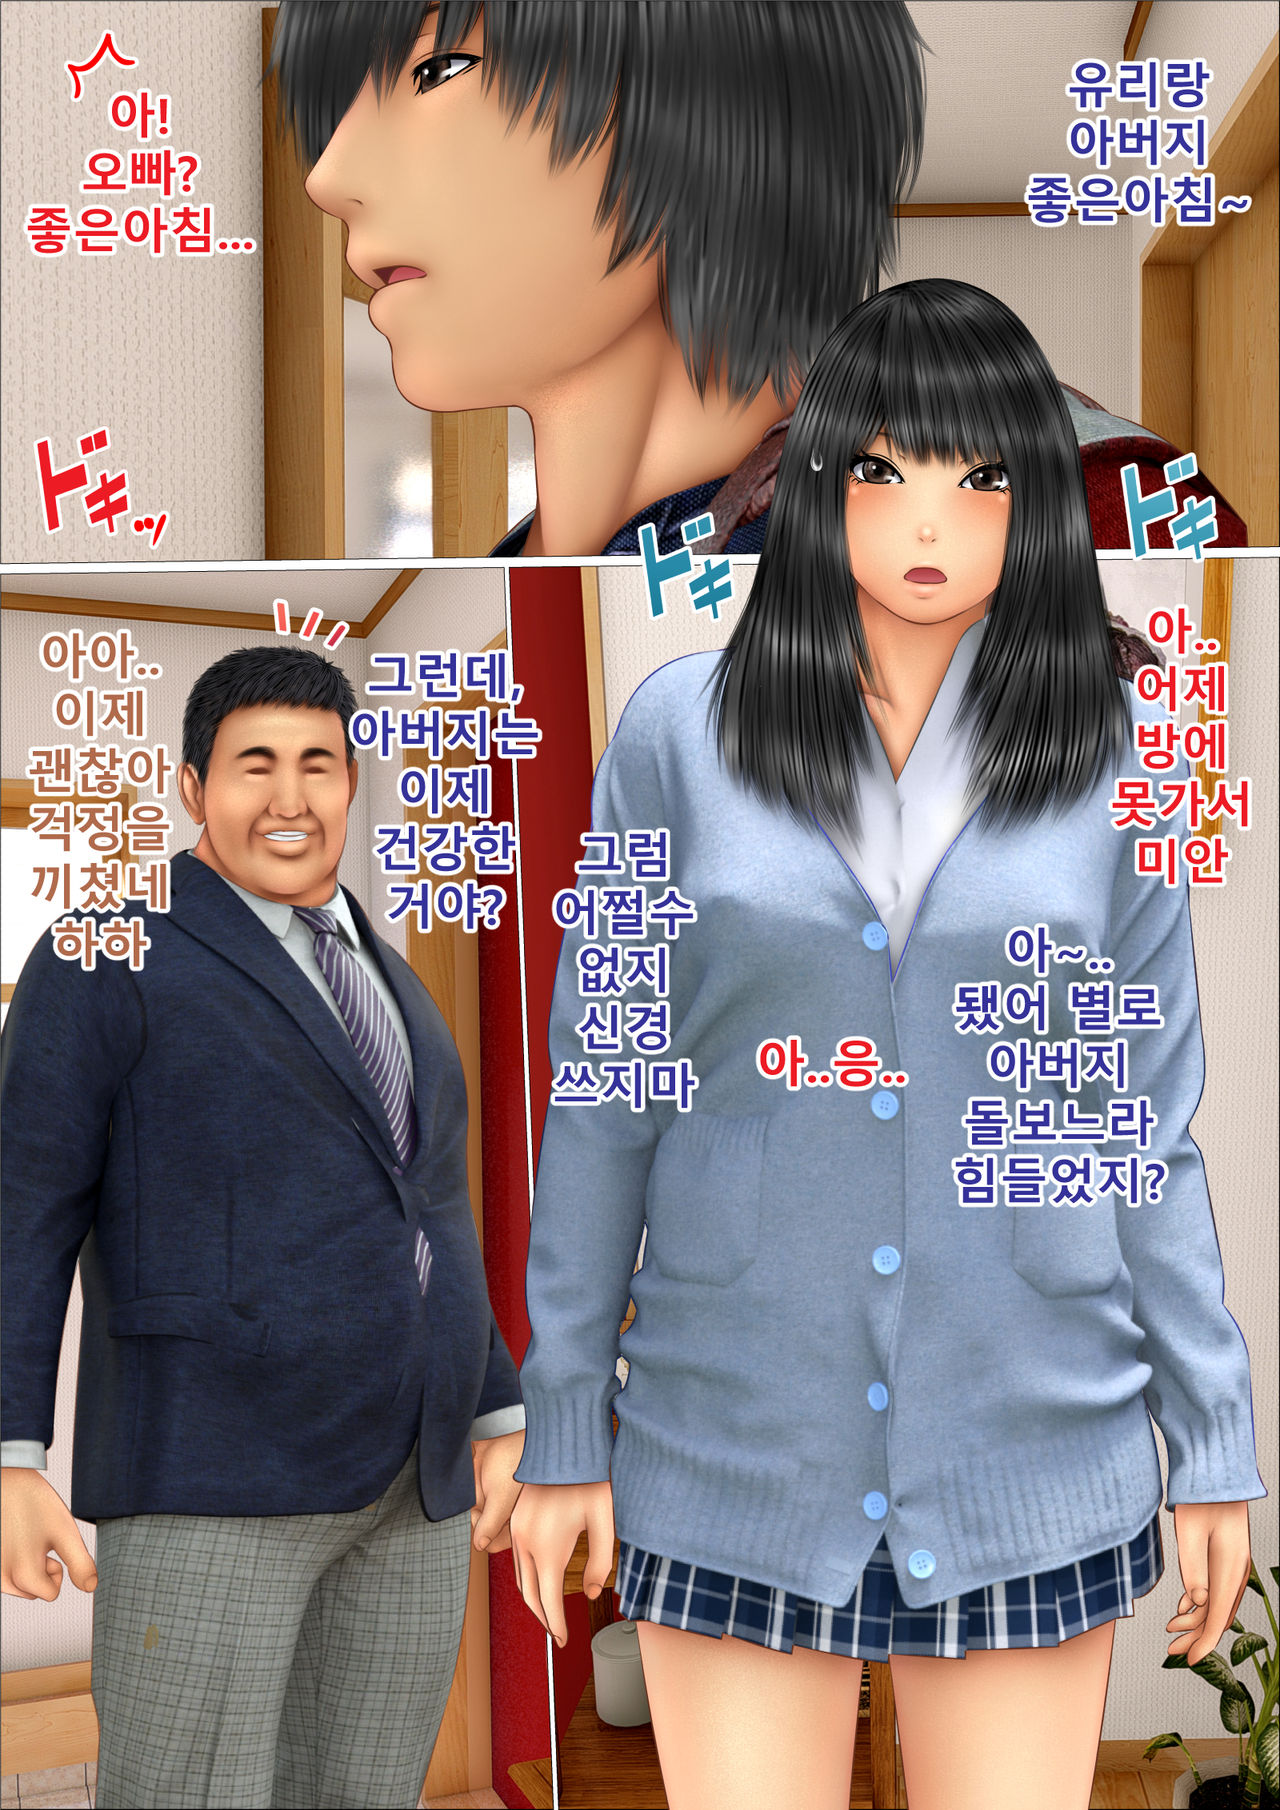 유리랑
아버지
좋은아침~
아!
오빠?
좋은아침...
ドキッ
ドキ
ドキ
아..
어제
방에
못가서
미안
아~..
됐어 별로
아버지
돌보느라
힘들었지?
아..응..
그럼
어쩔수
없지
신경
쓰지마
그런데,
아버지는
이제
건강한
거야?
아아..
이제
괜찮아
걱정을
끼쳤네
하하